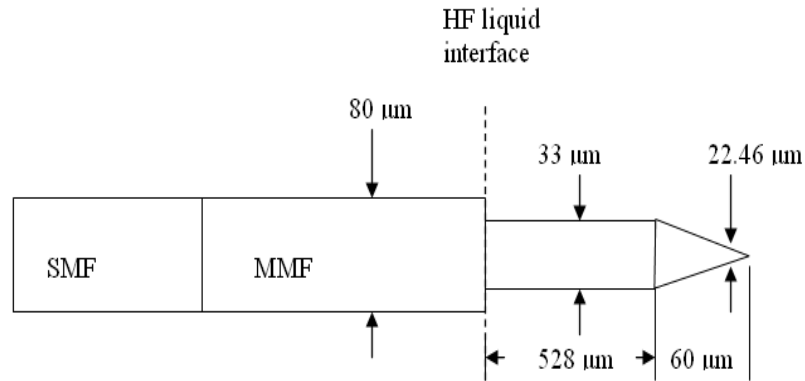 HF liquid
interface
80 μm
33 μm
22.46 μm
SMF
MMF
528 μm
60 μm